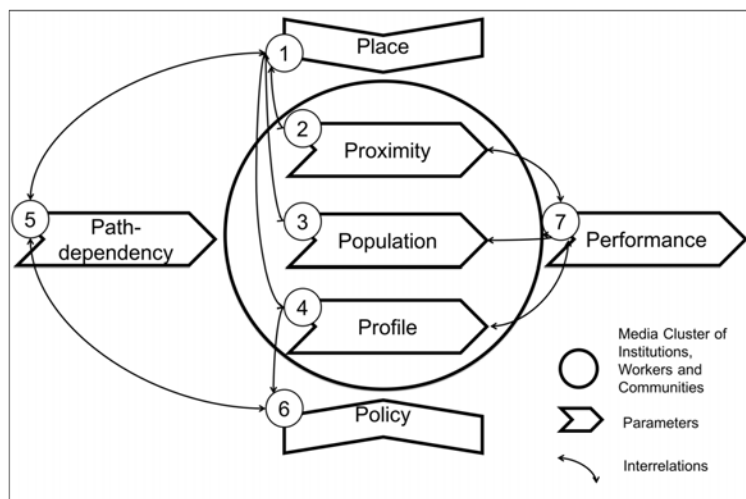 1
Place
2
Proximity
3
Population
4
Profile
5
Path-
dependency
6
Policy
7
Performance
Media Cluster of
Institutions,
Workers and
Communities
Parameters
Interrelations